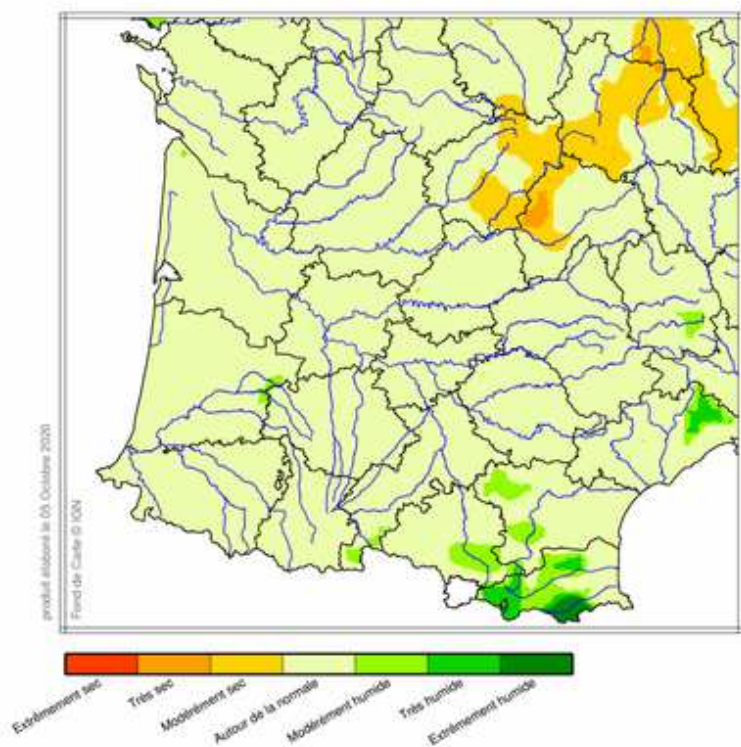 produit élaboré le 05 Octobre 2020
Fond de Carte © IGN
Extrêmement sec
Très sec
Modérément sec
Autour de la normale
Modérément humide
Très humide
Extrêmement humide